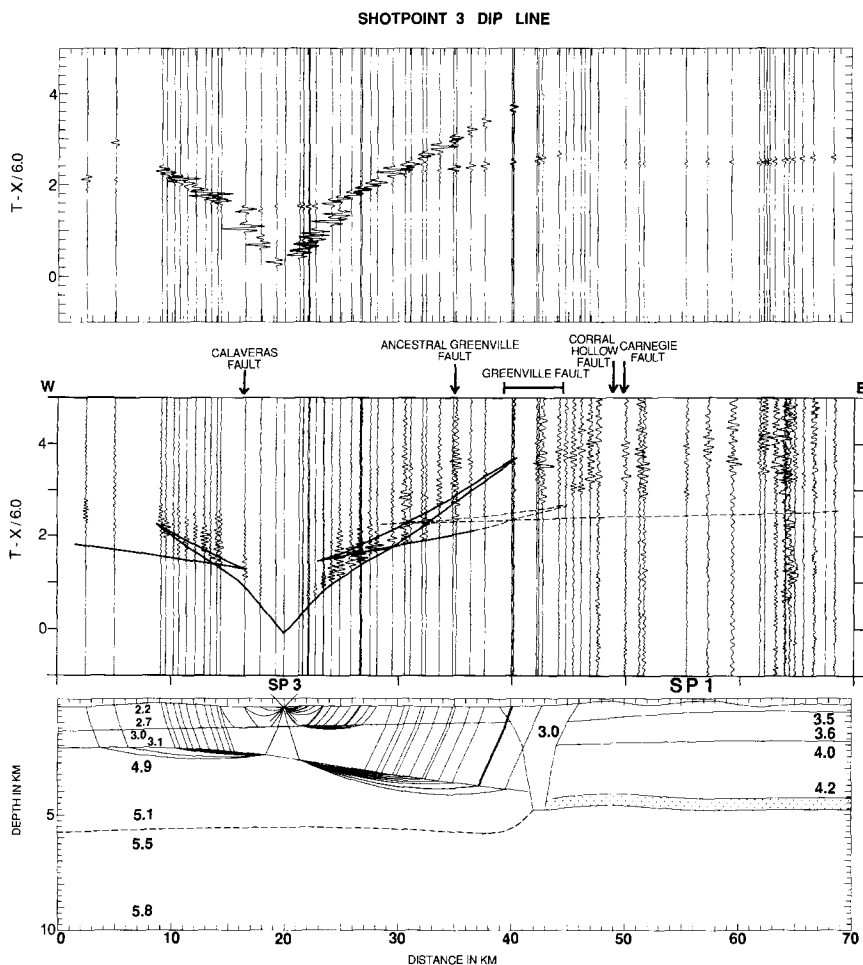 SHOTPOINT 3 DIP LINE
4
2
0
T - X / 6.0
CALAVERAS
FAULT
ANCESTRAL GREENVILLE
FAULT
GREENVILLE FAULT
CORRAL
HOLLOW
FAULT
CARNEGIE
FAULT
W
E
4
2
0
T - X / 6.0
SP 3
SP 1
2.2
2.7
3.0
3.1
4.9
5.1
5.5
5.8
3.0
3.5
3.6
4.0
4.2
5
10
DEPTH IN KM
0 10 20 30 40 50 60 70
DISTANCE IN KM